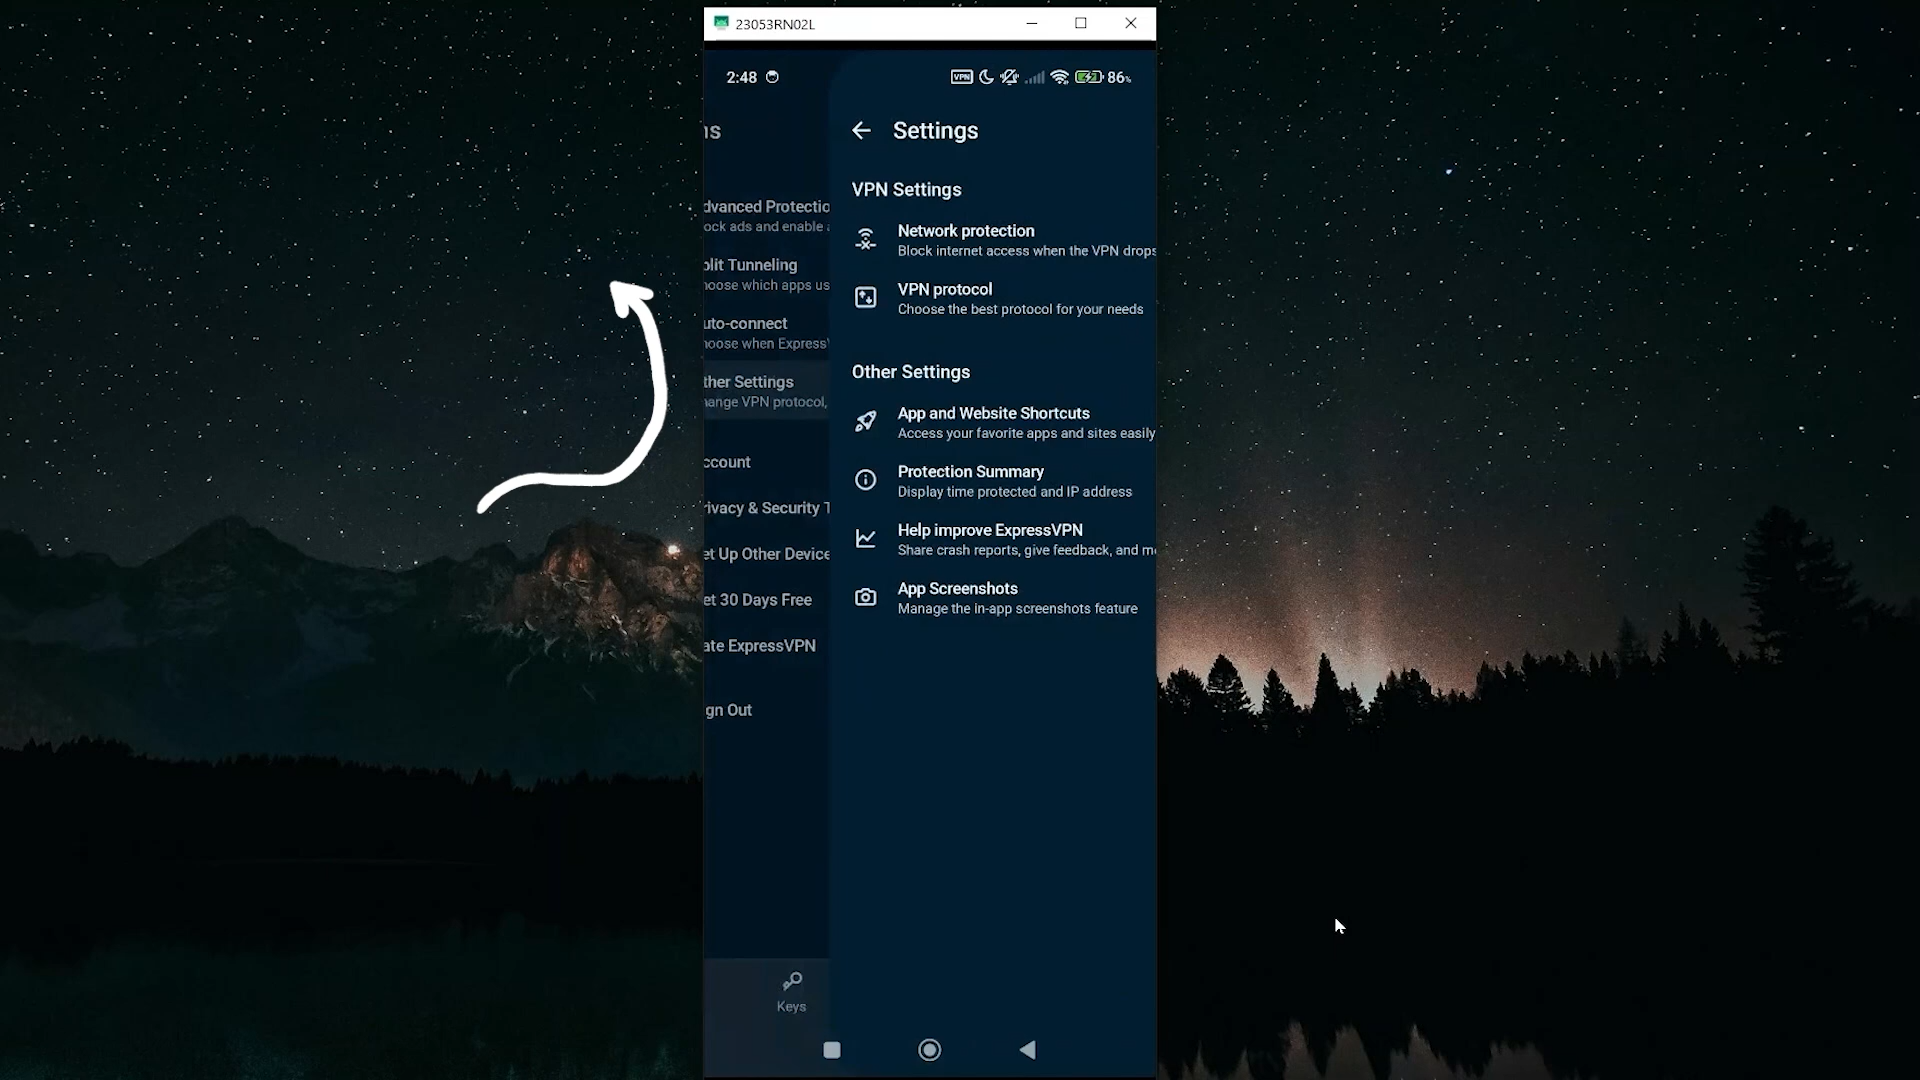 23053RN02L
2:48
VPN
86%
ns
Settings
VPN Settings
dvanced Protectio
ock ads and enable a
Network protection
Block internet access when the VPN drops
plit Tunneling
hoose which apps us
VPN protocol
Choose the best protocol for your needs
uto-connect
hoose when ExpressV
Other Settings
ther Settings
hange VPN protocol,
App and Website Shortcuts
Access your favorite apps and sites easily
ccount
Protection Summary
Display time protected and IP address
rivacy & Security T
Help improve ExpressVPN
Share crash reports, give feedback, and mo
et Up Other Device
App Screenshots
Manage the in-app screenshots feature
et 30 Days Free
ate ExpressVPN
gn Out
Keys